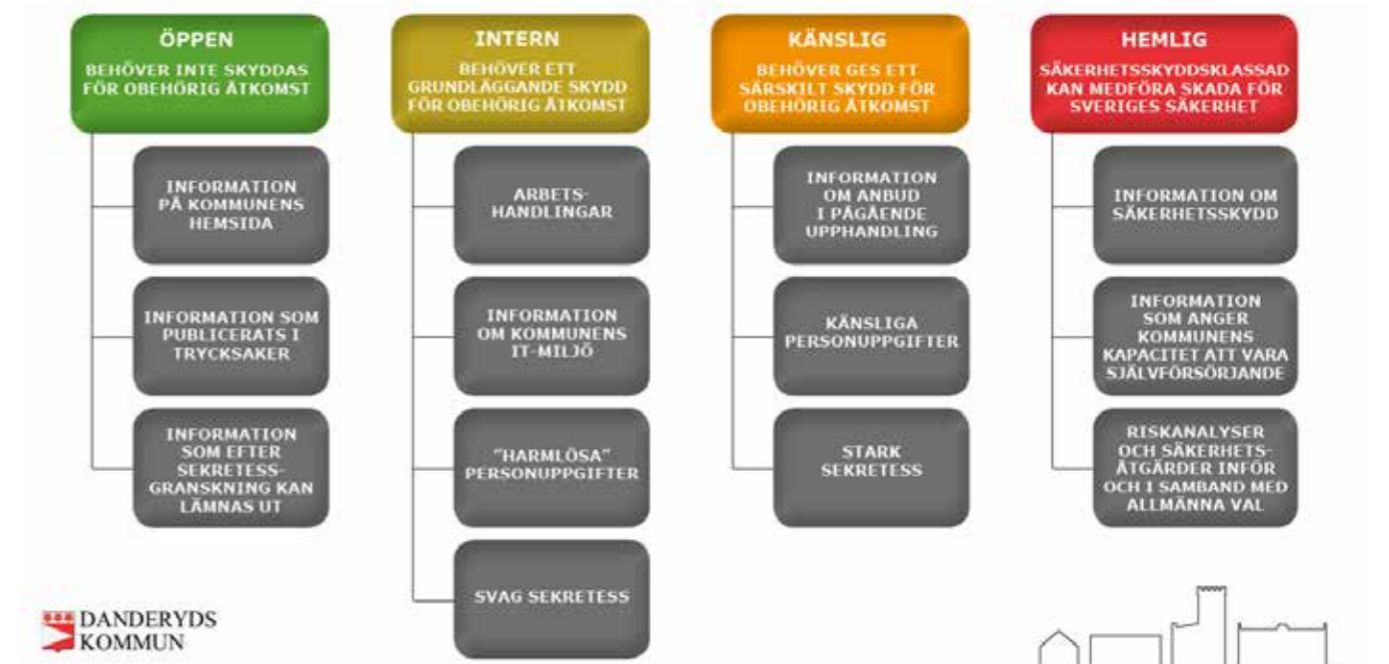 ÖPPEN
BEHÖVER INTE SKYDDAS
FÖR OBEHÖRIG ÅTKOMST
INFORMATION
PÅ KOMMUNENS
HEMSIDA
INFORMATION SOM
PUBLICERATS I
TRYCKSAKER
INFORMATION
SOM EFTER
SEKRETESS-
GRANSKNING KAN
LÄMNAS UT
INTERN
BEHÖVER ETT
GRUNDLÄGGANDE SKYDD
FÖR OBEHÖRIG ÅTKOMST
ARBETS-
HANDLINGAR
INFORMATION
OM KOMMUNENS
IT-MILJÖ
"HARMLÖSA"
PERSONUPPGIFTER
SVAG SEKRETESS
KÄNSLIG
BEHÖVER GES ETT
SÄRSKILT SKYDD FÖR
OBEHÖRIG ÅTKOMST
INFORMATION
OM ANBUD
I PÅGÅENDE
UPPHANDLING
KÄNSLIGA
PERSONUPPGIFTER
STARK
SEKRETESS
HEMLIG
SÄKERHETSSKYDDSKLASSAD
KAN MEDFÖRA SKADA FÖR
SVERIGES SÄKERHET
INFORMATION OM
SÄKERHETSSKYDD
INFORMATION
SOM ANGER
KOMMUNENS
KAPACITET ATT VARA
SJÄLVFÖRSÖRJANDE
RISKANALYSER
OCH SÄKERHETS-
ÅTGÄRDER INFÖR
OCH I SAMBAND MED
ALLMÄNNA VAL
DANDERYDS
KOMMUN